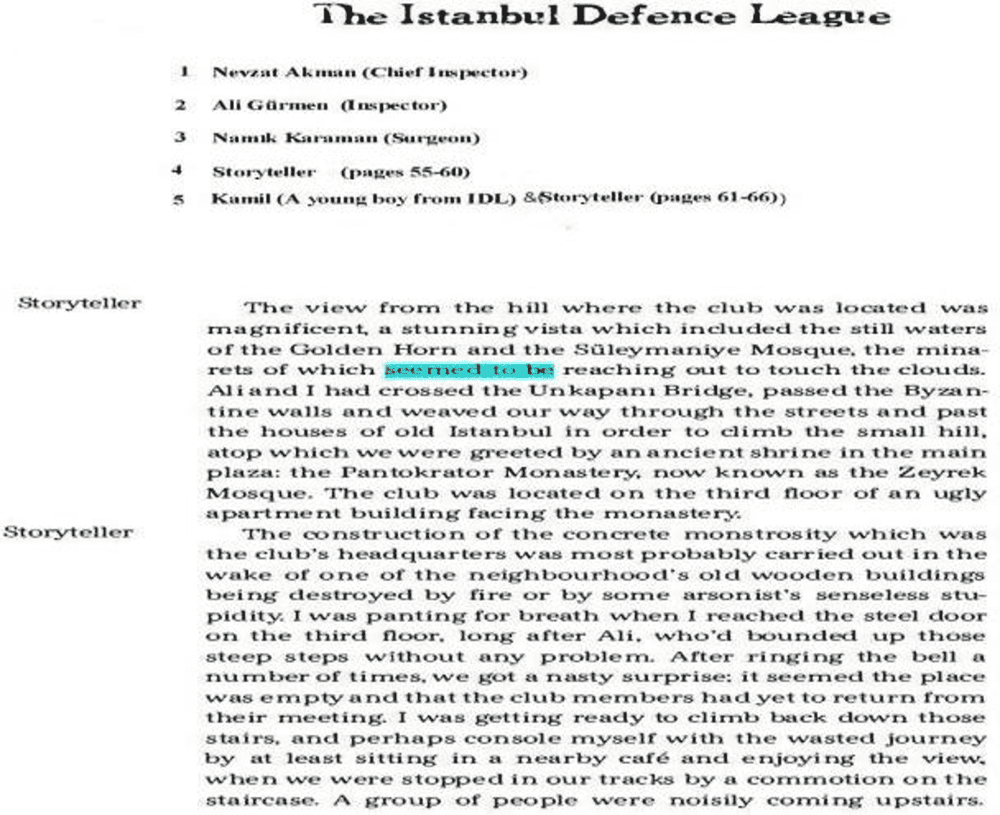 The Istanbul Defence League
1 Nevzat Akman (Chief Inspector)
2 Ali Gürmen (Inspector)
3 Namık Karaman (Surgeon)
4 Storyteller (pages 55-60)
5 Kamil (A young boy from IDL) &Storyteller (pages 61-66))
Storyteller
The view from the hill where the club was located was
magnificent, a stunning vista which included the still waters
of the Golden Horn and the Süleymaniye Mosque, the mina-
rets of which seemed to be reaching out to touch the clouds.
Ali and I had crossed the Unkapanı Bridge, passed the Byzan-
tine walls and weaved our way through the streets and past
the houses of old Istanbul in order to climb the small hill,
atop which we were greeted by an ancient shrine in the main
plaza: the Pantokrator Monastery, now known as the Zeyrek
Mosque. The club was located on the third floor of an ugly
apartment building facing the monastery.
Storyteller
The construction of the concrete monstrosity which was
the club's headquarters was most probably carried out in the
wake of one of the neighbourhood's old wooden buildings
being destroyed by fire or by some arsonist's senseless stu-
pidity. I was panting for breath when I reached the steel door
on the third floor, long after Ali, who'd bounded up those
steep steps without any problem. After ringing the bell a
number of times, we got a nasty surprise: it seemed the place
was empty and that the club members had yet to return from
their meeting. I was getting ready to climb back down those
stairs, and perhaps console myself with the wasted journey
by at least sitting in a nearby café and enjoying the view,
when we were stopped in our tracks by a commotion on the
staircase. A group of people were noisily coming upstairs.